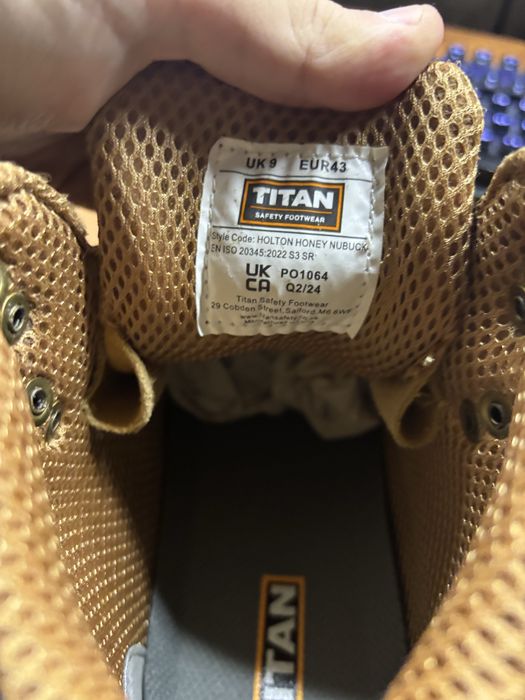 UK 9 EUR43
TITAN
SAFETY FOOTWEAR
Style Code: HOLTON HONEY NUBUCK
EN ISO 20345:2022 S3 SR
UK
CA
PO1064
Q2/24
Titan Safety Footwear
29 Cobden Street, Salford, M6 6WF
TITAN